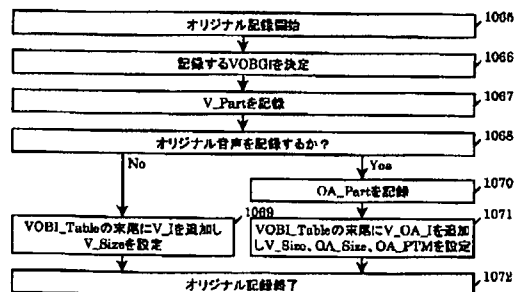 オリジナル記録開始
1065
記録するVOBGIを決定
1066
V_Partを記録
1067
オリジナル音声を記録するか?
1068
No
Yes
OA_Partを記録
1070
VOBI_Tableの末尾にV_Iを追加し
V_Sizeを設定
1069
VOBI_Tableの末尾にV_OA_Iを追加
しV_Size、OA_Size、OA_PTMを設定
1071
オリジナル記録終了
1072